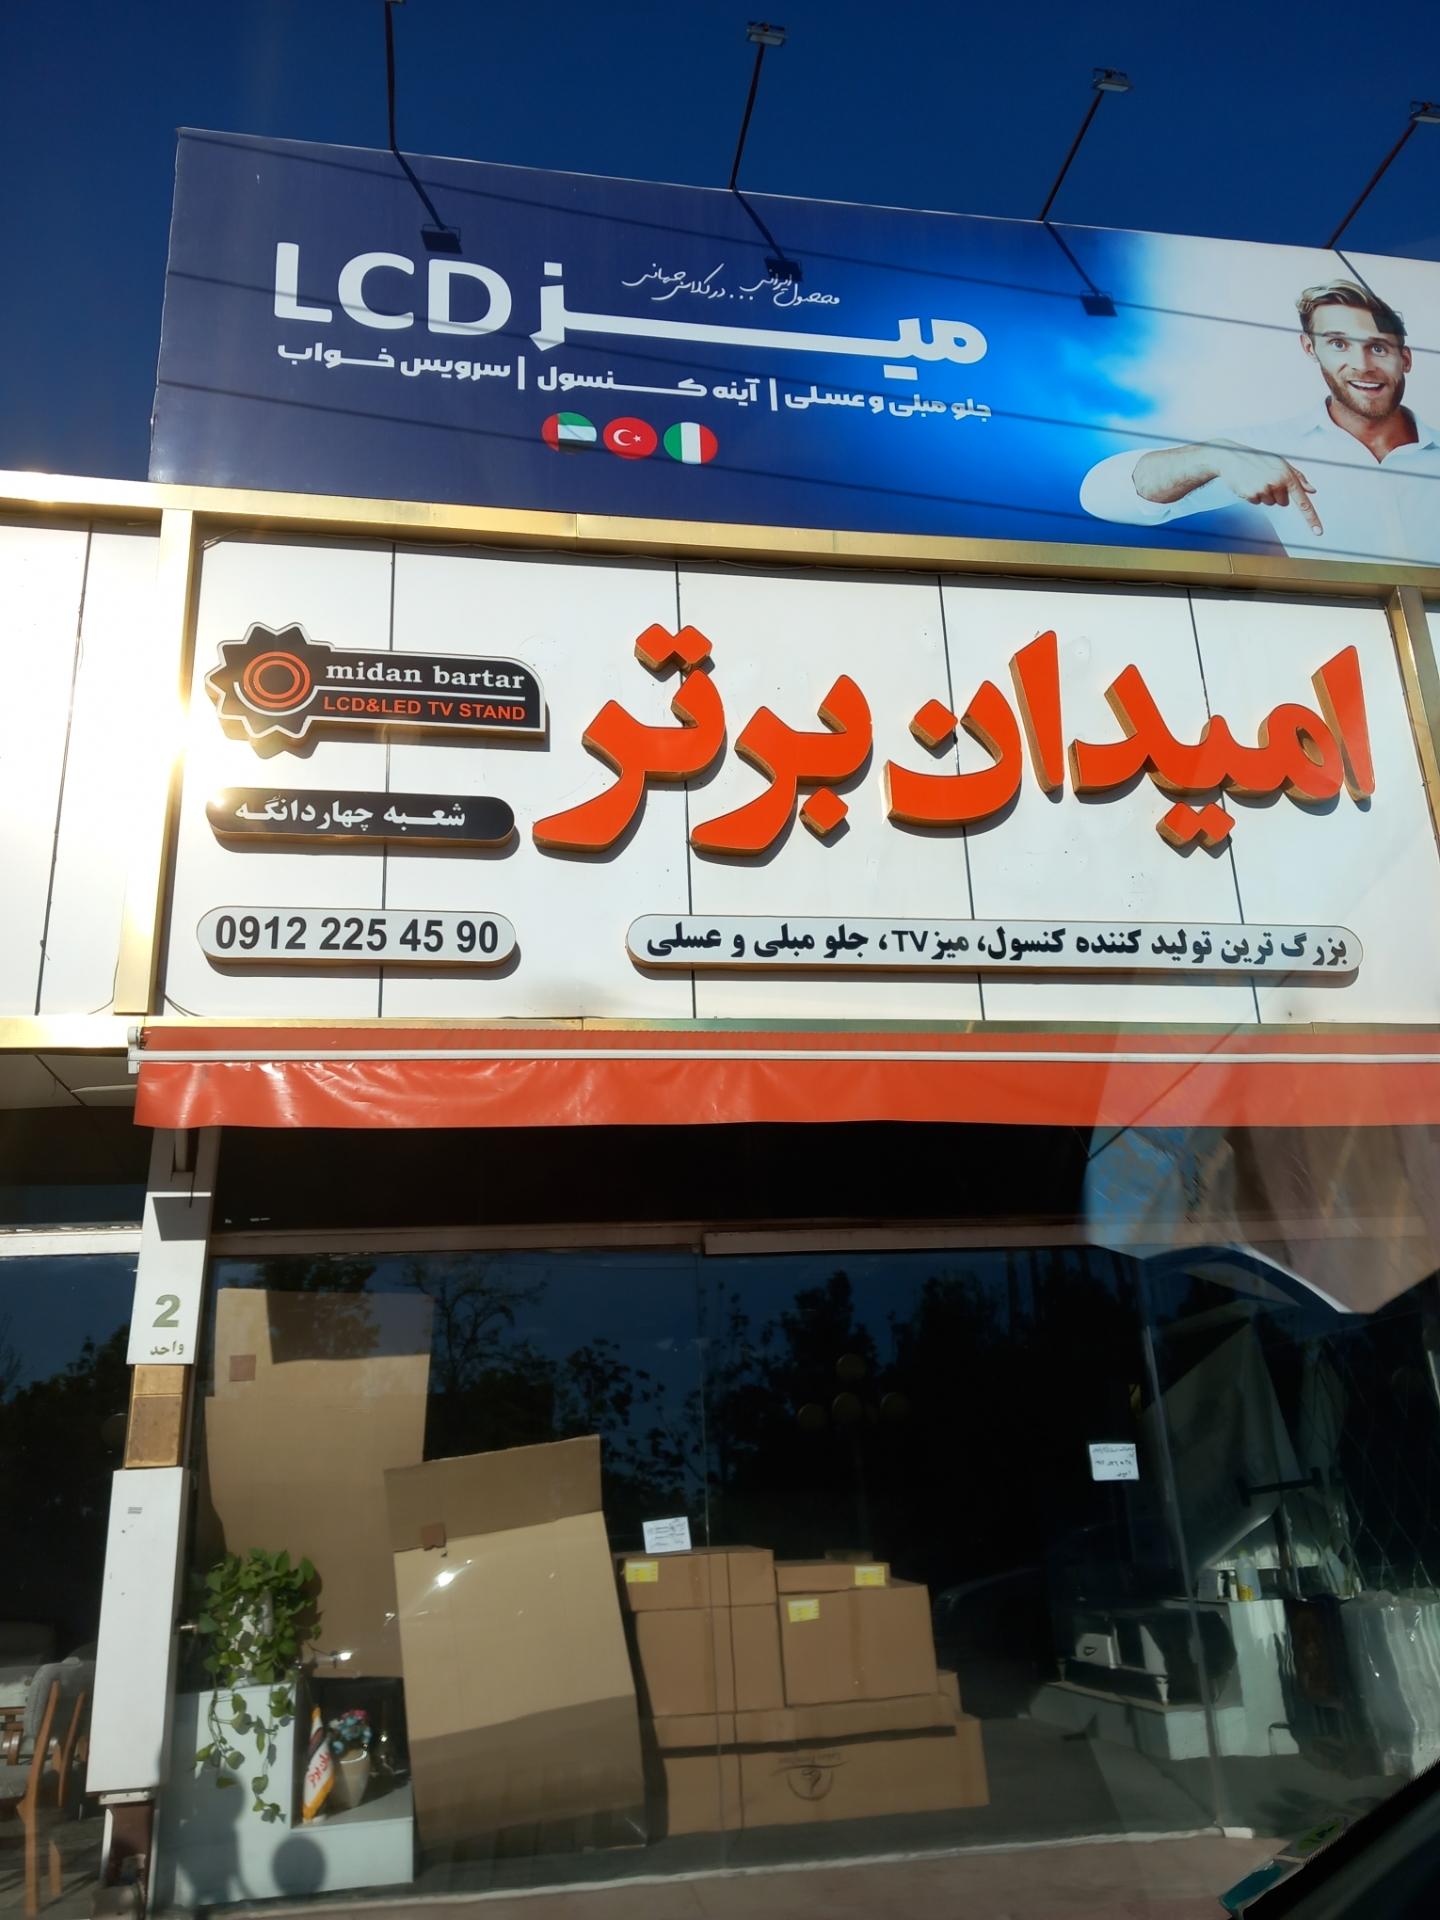 محصول ایرانی... در کلاس جهانی
میز LCD
جلو مبلی و عسلی | آینه کنسول | سرویس خواب
امیدان برتر
midan bartar
LCD&LED TV STAND
شعبه چهاردانگه
0912 225 45 90
بزرگ ترین تولید کننده کنسول، میز TV، جلو مبلی و عسلی
2
واحد